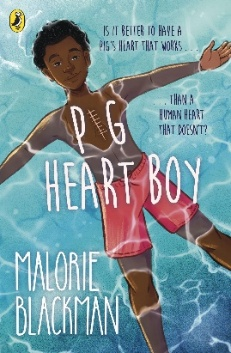 IS IT BETTER TO HAVE A
PIG'S HEART THAT WORKS . . .
. . . THAN A
HUMAN HEART
THAT DOESN'T?
PIG
HEART BOY
MALORIE
BLACKMAN